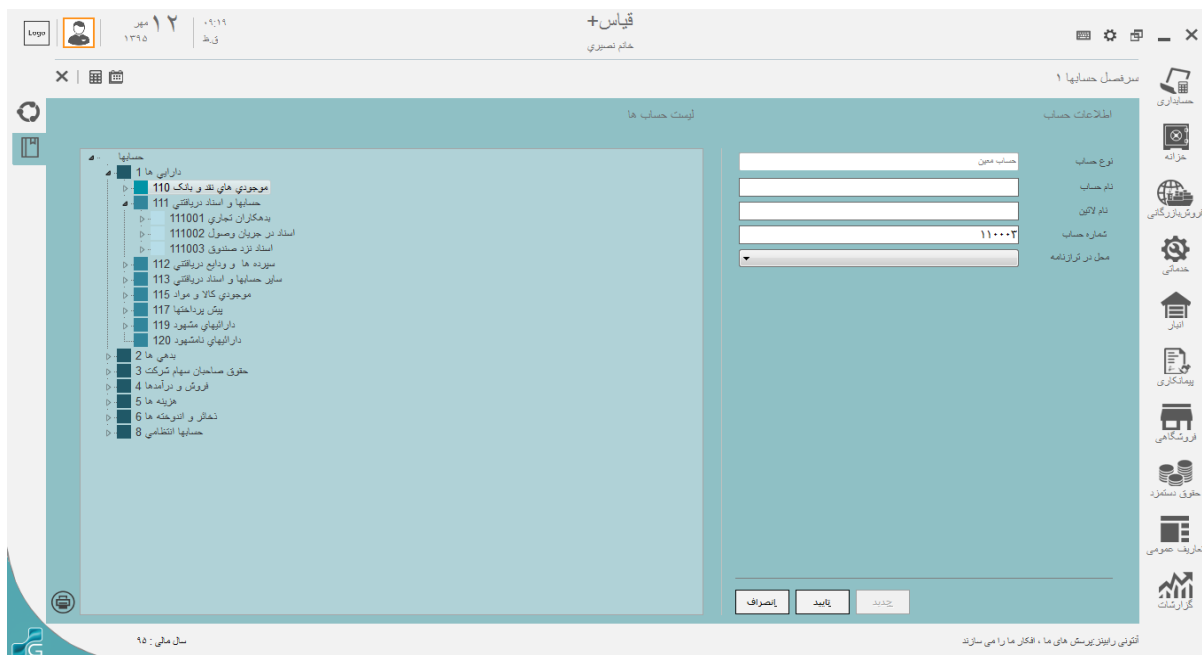 قیاس+
خانم نصیري
Logo
۱۲ مهر ۱۳۹۵
۰۹:۱۹
ق.ظ
سرفصل حسابها ۱
اطلاعات حساب
نوع حساب
حساب معین
نام حساب
نام لاتین
شماره حساب
۱۱۰۰۰۳
محل در ترازنامه
جدید
تایید
انصراف
لیست حساب ها
حسابها
دارايي ها 1
موجودي هاي نقد و بانک 110
حسابها و اسناد دريافتني 111
بدهکاران تجاري 111001
اسناد در جريان وصول 111002
اسناد نزد صندوق 111003
سپرده ها و ودايع دريافتني 112
ساير حسابها و اسناد دريافتني 113
موجودي کالا و مواد 115
پيش پرداختها 117
دارائيهاي مشهود 119
دارائيهاي نامشهود 120
بدهي ها 2
حقوق صاحبان سهام شرکت 3
فروش و درآمدها 4
هزينه ها 5
ذخائر و اندوخته ها 6
حسابها انتظامي 8
حسابداری
خزانه
فروش/بازرگانی
خدماتی
انبار
پیمانکاری
فروشگاهی
حقوق دستمزد
تعاریف عمومی
گزارشات
آنتونی رابینز:پرسش های ما ، افکار ما را می سازند
سال مالی : ۹۵
G